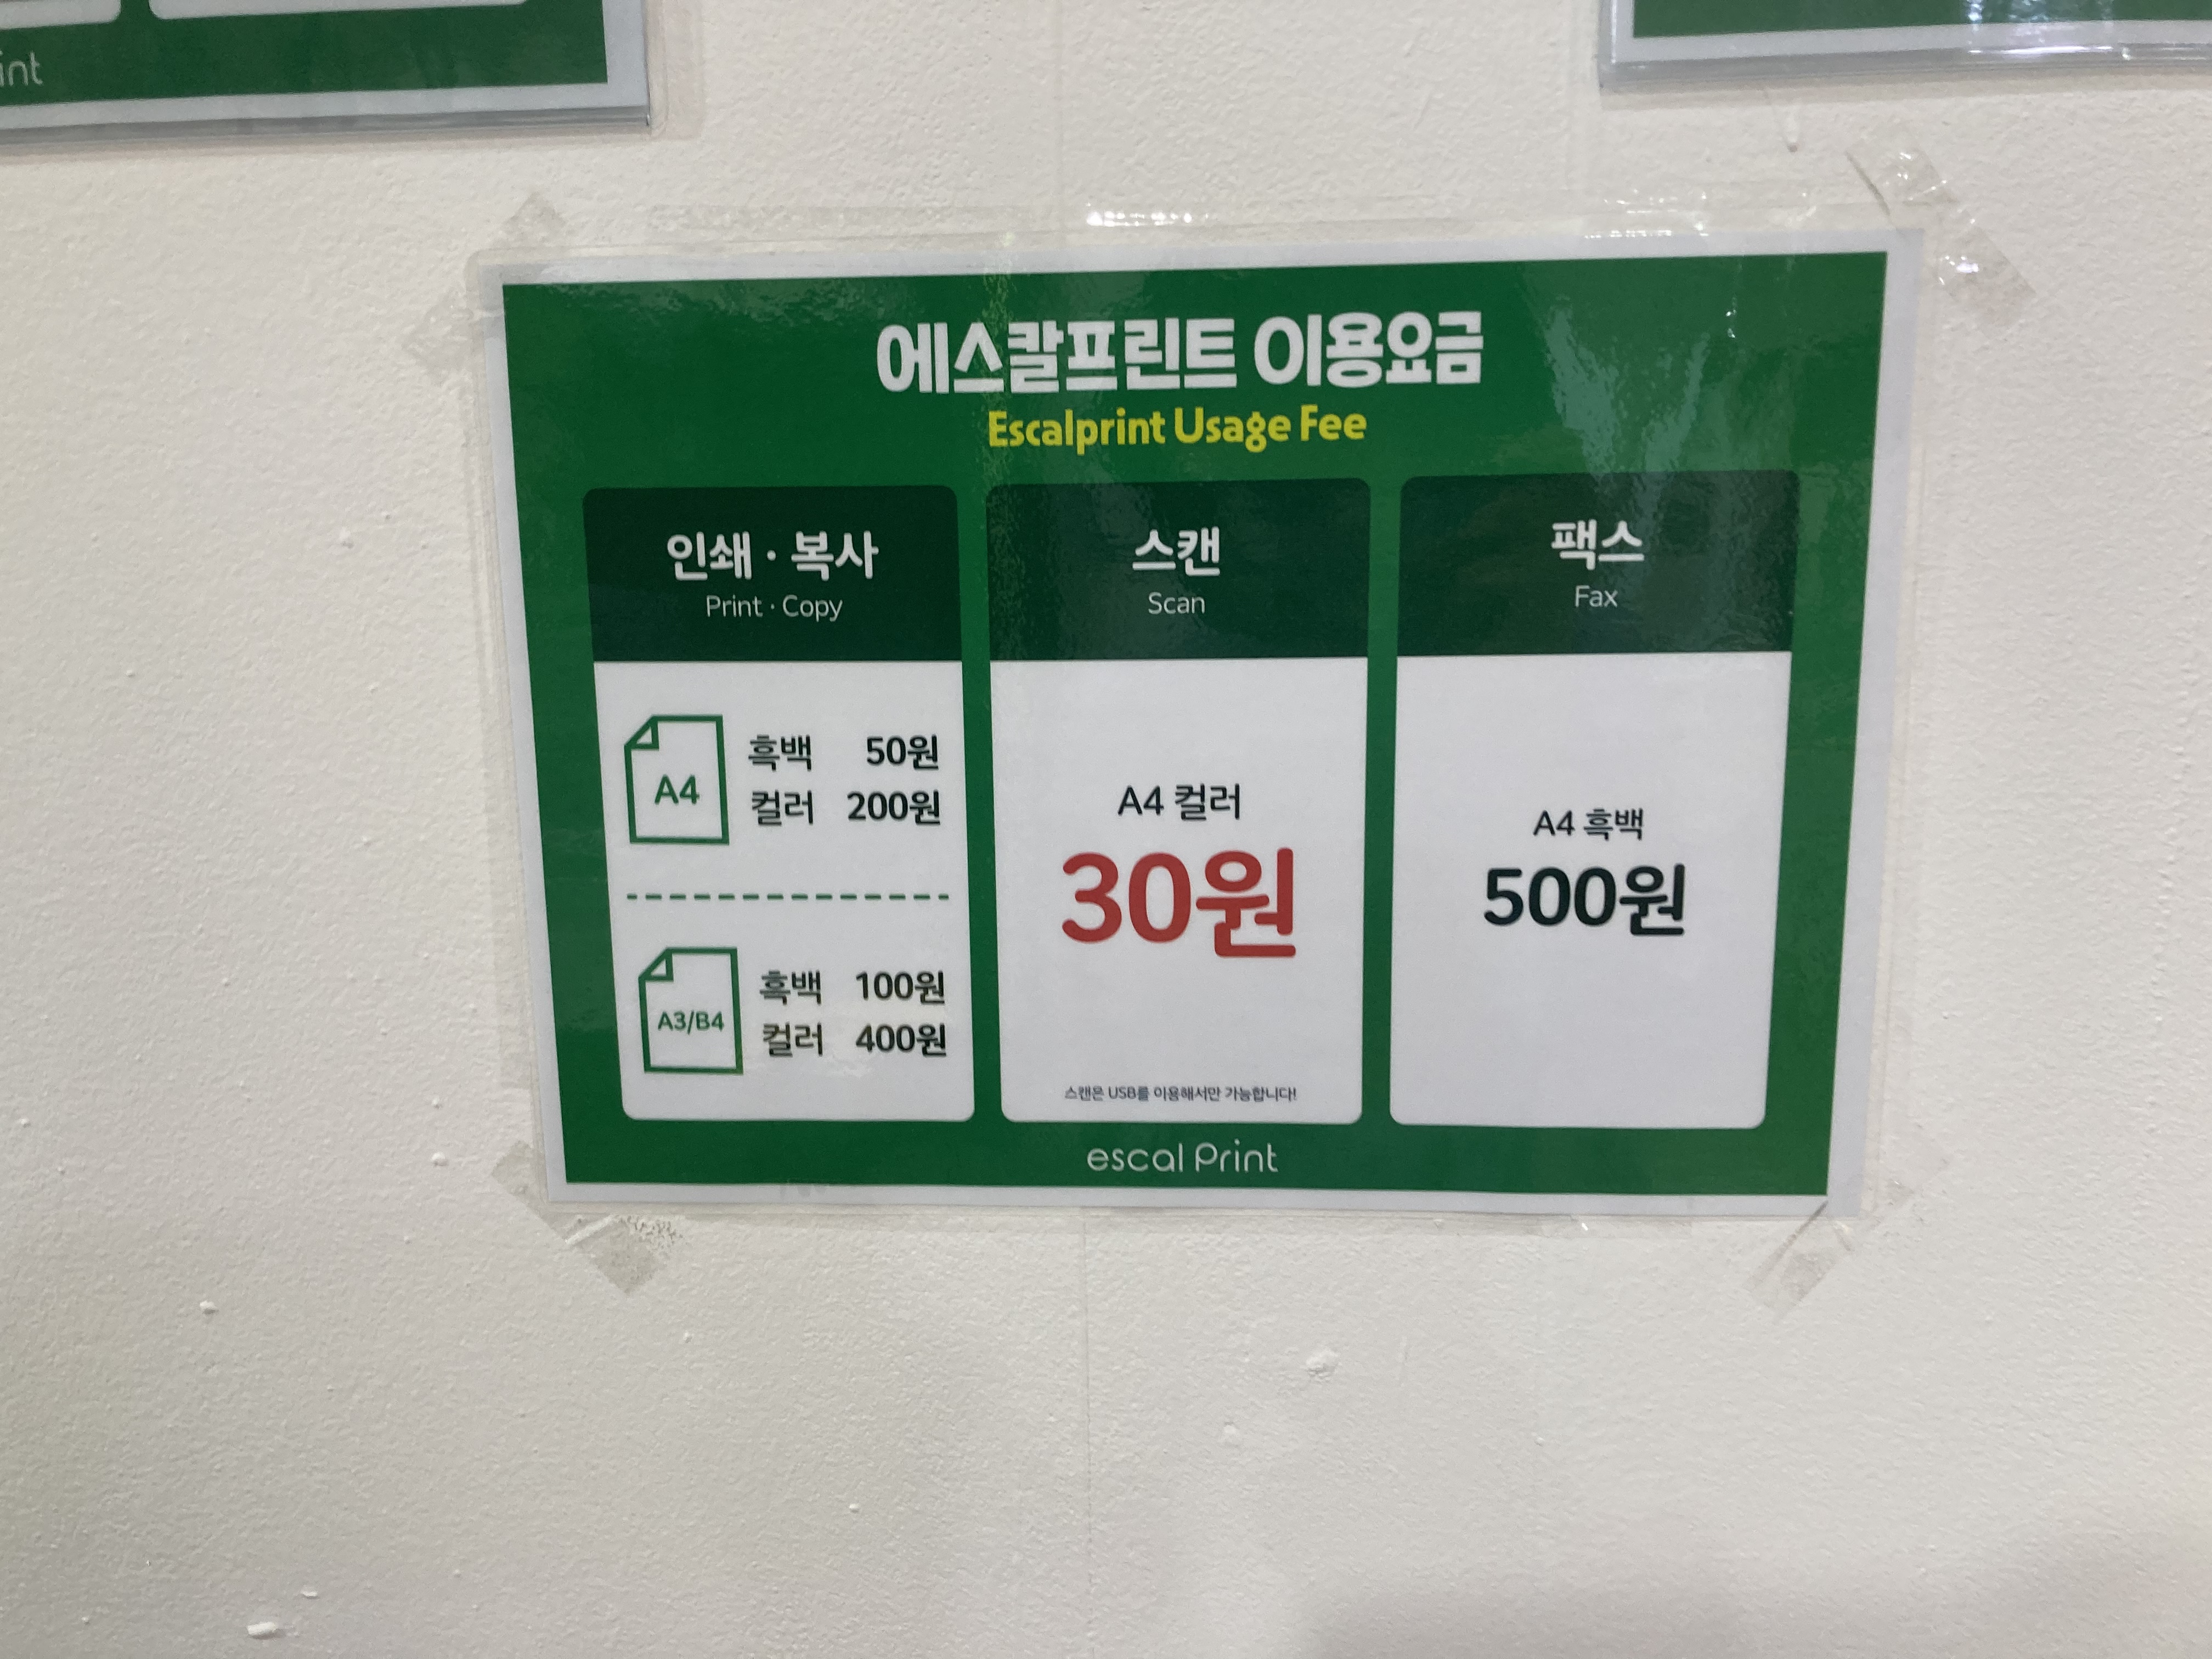 int
에스칼프린트 이용요금
Escalprint Usage Fee
인쇄 · 복사
Print · Copy
A4
흑백 50원
컬러 200원
A3/B4
흑백 100원
컬러 400원
스캔
Scan
A4 컬러
30원
스캔은 USB를 이용해서만 가능합니다!
팩스
Fax
A4 흑백
500원
escal Print